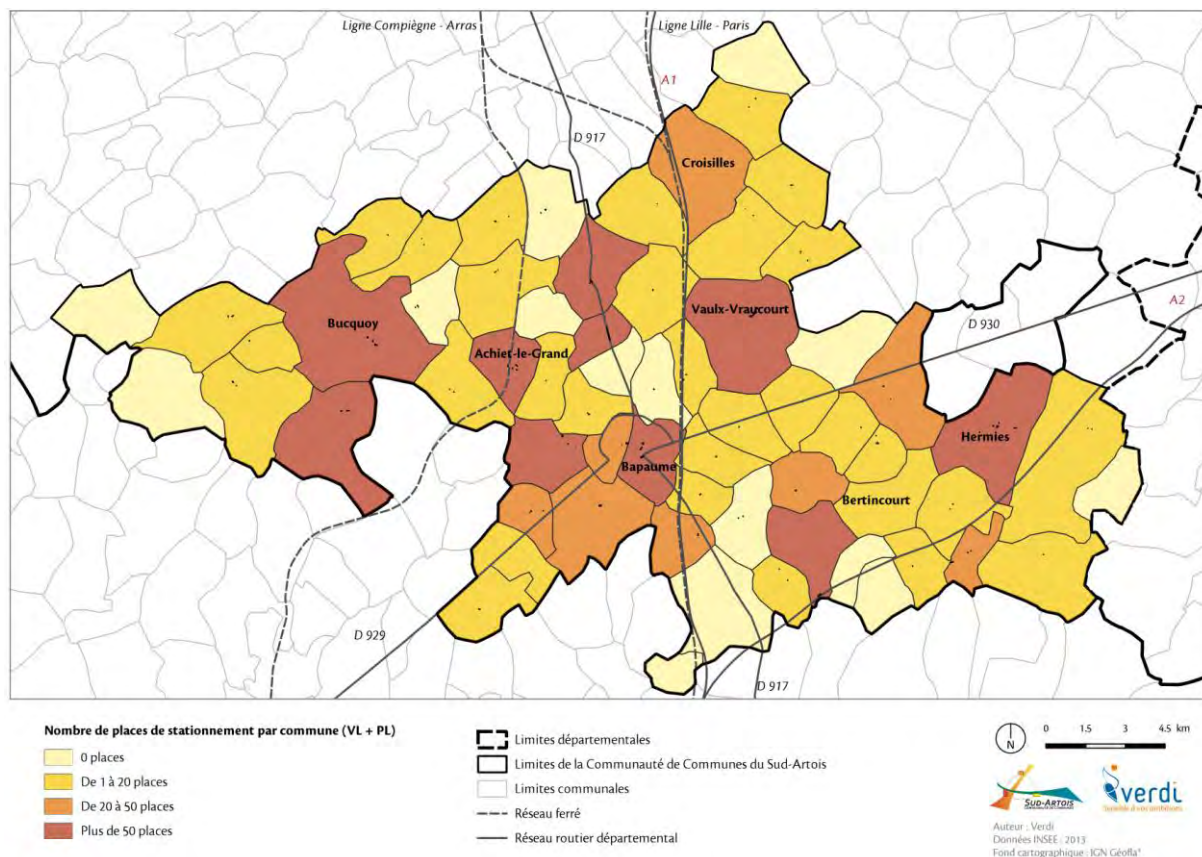 Ligne Compiègne - Arras
Ligne Lille - Paris
A1
D 917
Croisilles
Vaulx-Vraycourt
Bucquoy
Achiet-le-Grand
D 930
A2
Hermies
Bapaume
Bertincourt
D 929
D 917
Nombre de places de stationnement par commune (VL + PL)
0 places
De 1 à 20 places
De 20 à 50 places
Plus de 50 places
Limites départementales
Limites de la Communauté de Communes du Sud-Artois
Limites communales
Réseau ferré
Réseau routier départemental
N
0 1.5 3 4.5 km
SUD-ARTOIS
verdi
Auteur : Verdi
Données INSEE : 2013
Fond cartographique : IGN Géofla